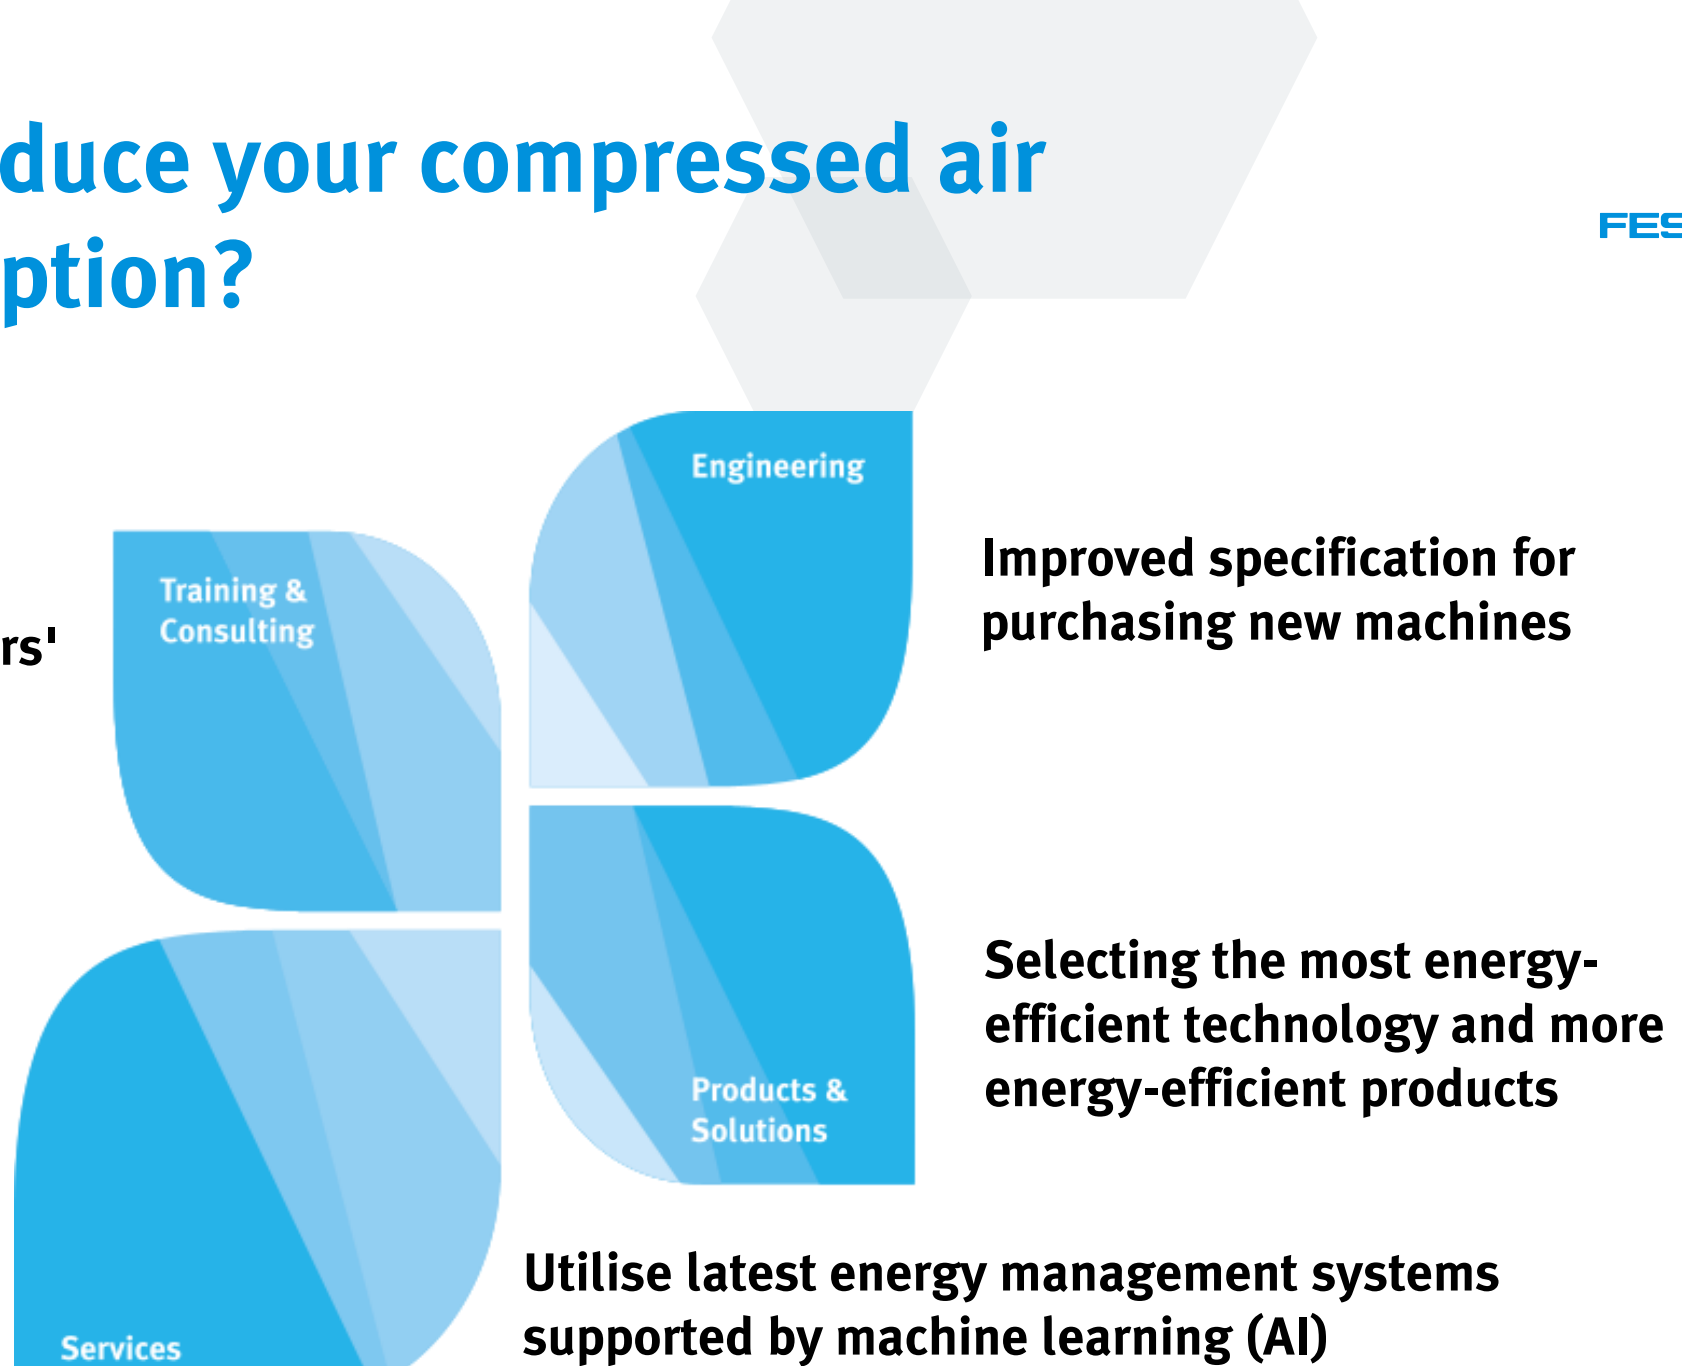 duce your compressed air
ption?
FES
Engineering
Training &
Consulting
rs'
Improved specification for
purchasing new machines
Selecting the most energy-
efficient technology and more
energy-efficient products
Products &
Solutions
Utilise latest energy management systems
supported by machine learning (AI)
Services